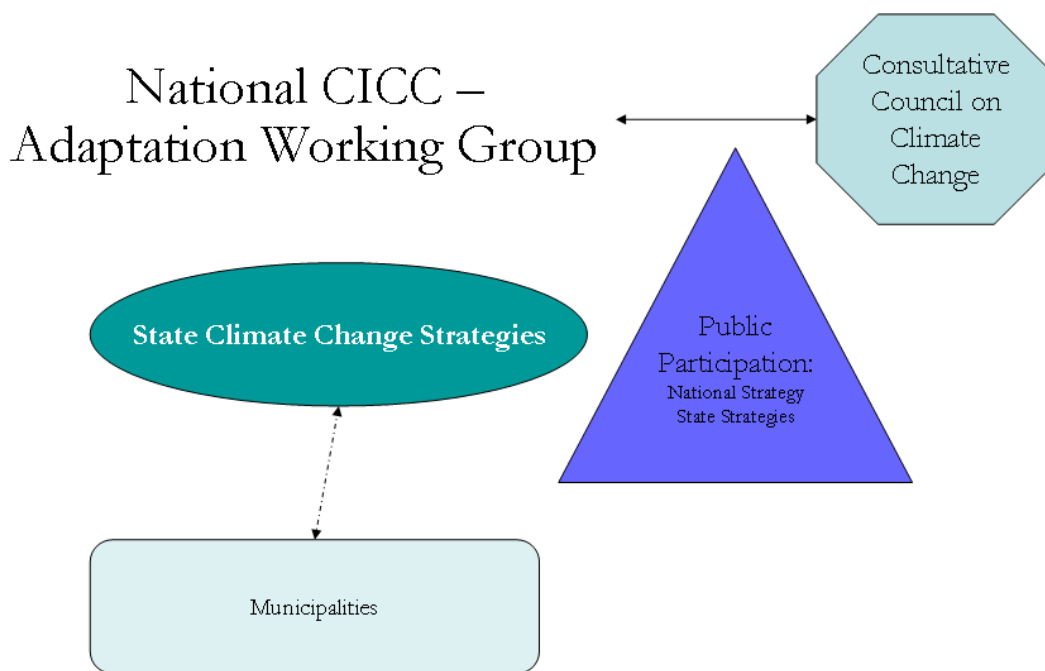 National CICC –
Adaptation Working Group
Consultative
Council on
Climate
Change
State Climate Change Strategies
Public
Participation:
National Strategy
State Strategies
Municipalities